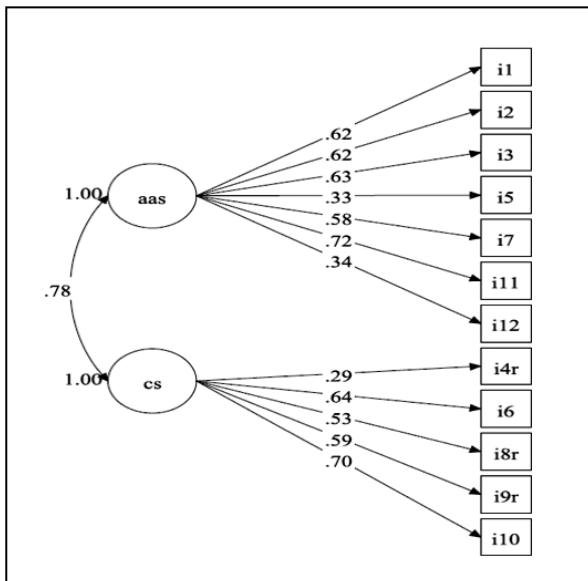 i1
i2
.62
.62
i3
.63
1.00
aas
.33
i5
.58
i7
.72
.34
i11
.78
i12
1.00
cs
.29
i4r
.64
i6
.53
.59
i8r
.70
i9r
i10